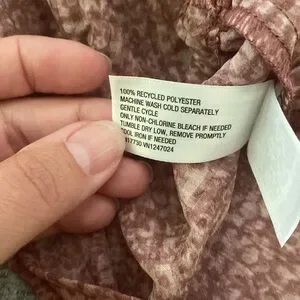 100% RECYCLED POLYESTER
MACHINE WASH COLD SEPARATELY
GENTLE CYCLE
ONLY NON-CHLORINE BLEACH IF NEEDED
TUMBLE DRY LOW, REMOVE PROMPTLY
COOL IRON IF NEEDED
VN1247024